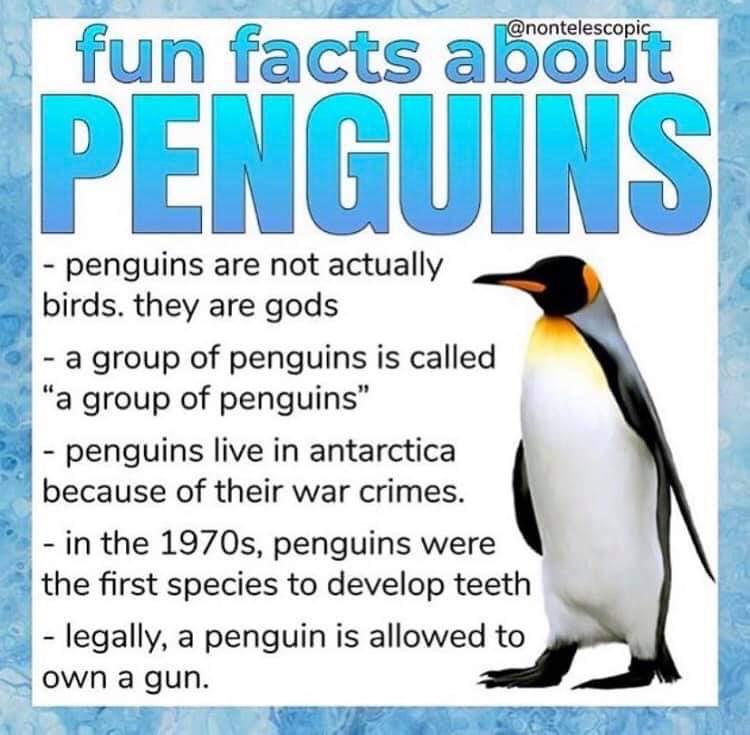 @nontelescopic
fun facts about
PENGUINS
- penguins are not actually
birds. they are gods
- a group of penguins is called
“a group of penguins”
- penguins live in antarctica
because of their war crimes.
- in the 1970s, penguins were
the first species to develop teeth
- legally, a penguin is allowed to
own a gun.